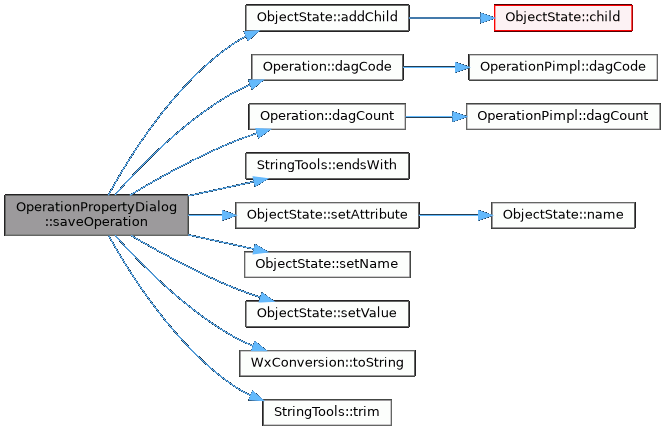 ObjectState::addChild
ObjectState::child
Operation::dagCode
OperationPimpl::dagCode
Operation::dagCount
OperationPimpl::dagCount
StringTools::endsWith
OperationPropertyDialog
::saveOperation
ObjectState::setAttribute
ObjectState::name
ObjectState::setName
ObjectState::setValue
WxConversion::toString
StringTools::trim